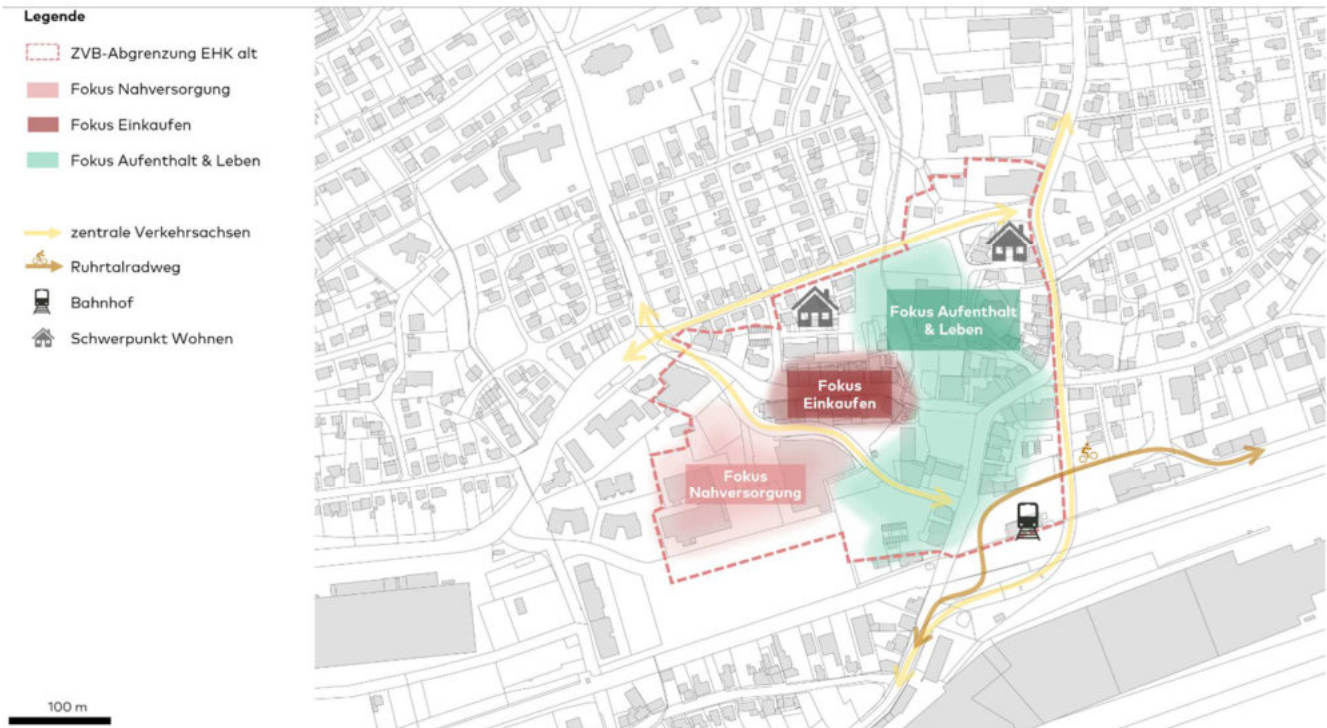 Legende
ZVB-Abgrenzung EHK alt
Fokus Nahversorgung
Fokus Einkaufen
Fokus Aufenthalt & Leben
zentrale Verkehrsachsen
Ruhrtalradweg
Bahnhof
Schwerpunkt Wohnen
100 m
Fokus Aufenthalt
& Leben
Fokus
Einkaufen
Fokus
Nahversorgung